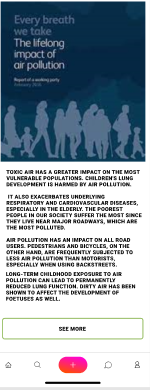 Every breath
we take
The lifelong
impact of
air pollution
Report of a working party
February 2016
TOXIC AIR HAS A GREATER IMPACT ON THE MOST
VULNERABLE POPULATIONS. CHILDREN'S LUNG
DEVELOPMENT IS HARMED BY AIR POLLUTION.
IT ALSO EXACERBATES UNDERLYING
RESPIRATORY AND CARDIOVASCULAR DISEASES,
ESPECIALLY IN THE ELDERLY. THE POOREST
PEOPLE IN OUR SOCIETY SUFFER THE MOST SINCE
THEY LIVE NEAR MAJOR ROADWAYS, WHICH ARE
THE MOST POLLUTED.
AIR POLLUTION HAS AN IMPACT ON ALL ROAD
USERS. PEDESTRIANS AND BICYCLES, ON THE
OTHER HAND, ARE FREQUENTLY SUBJECTED TO
LESS AIR POLLUTION THAN MOTORISTS,
ESPECIALLY WHEN USING BACKSTREETS.
LONG-TERM CHILDHOOD EXPOSURE TO AIR
POLLUTION CAN LEAD TO PERMANENTLY
REDUCED LUNG FUNCTION. DIRTY AIR HAS BEEN
SHOWN TO AFFECT THE DEVELOPMENT OF
FOETUSES AS WELL.
SEE MORE